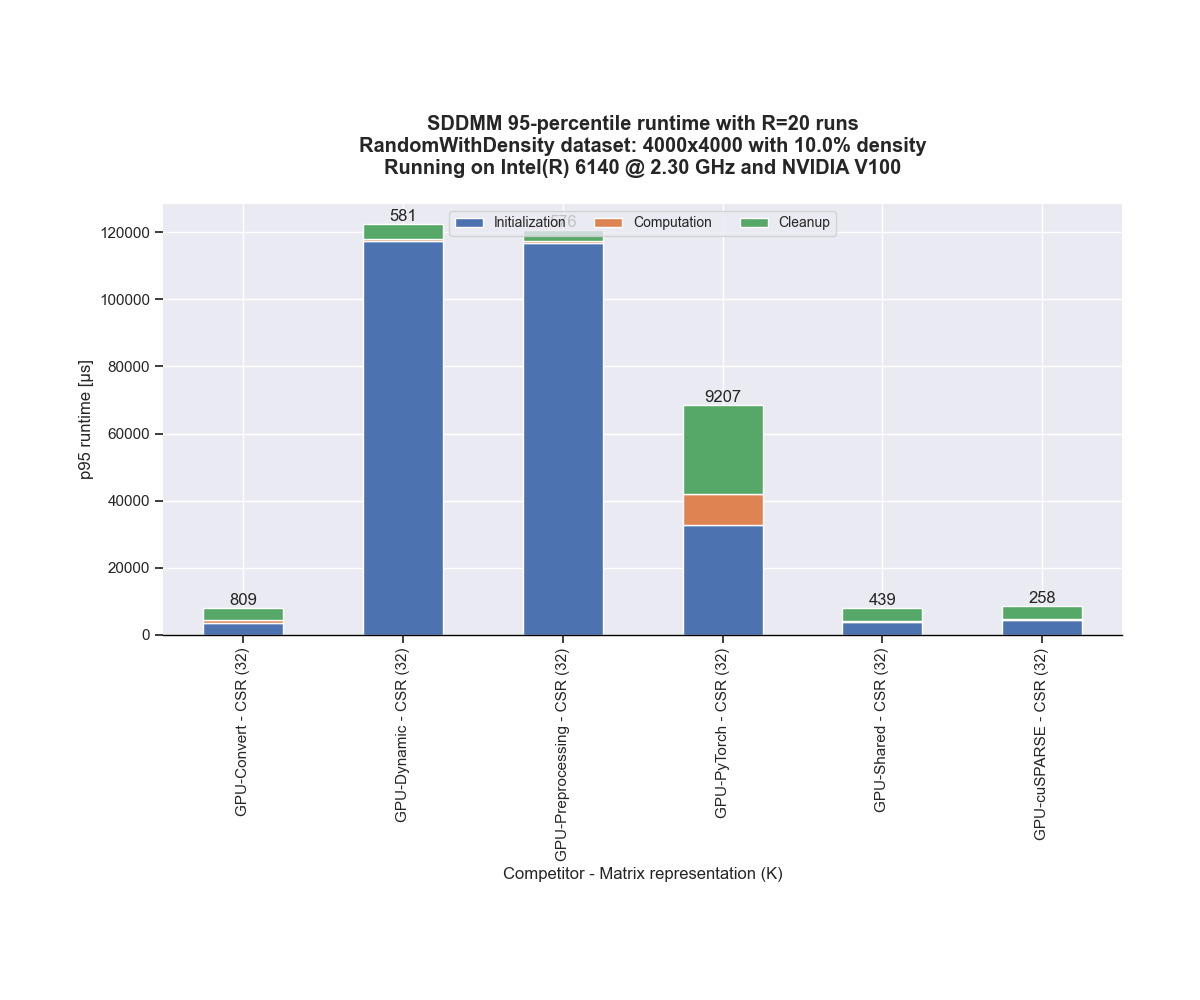 SDDMM 95-percentile runtime with R=20 runs
RandomWithDensity dataset: 4000x4000 with 10.0% density
Running on Intel(R) 6140 @ 2.30 GHz and NVIDIA V100
Initialization Computation Cleanup
581
9207
809
439
258
p95 runtime [µs]
120000
100000
80000
60000
40000
20000
0
GPU-Convert - CSR (32)
GPU-Dynamic - CSR (32)
GPU-Preprocessing - CSR (32)
GPU-PyTorch - CSR (32)
GPU-Shared - CSR (32)
GPU-cuSPARSE - CSR (32)
Competitor - Matrix representation (K)